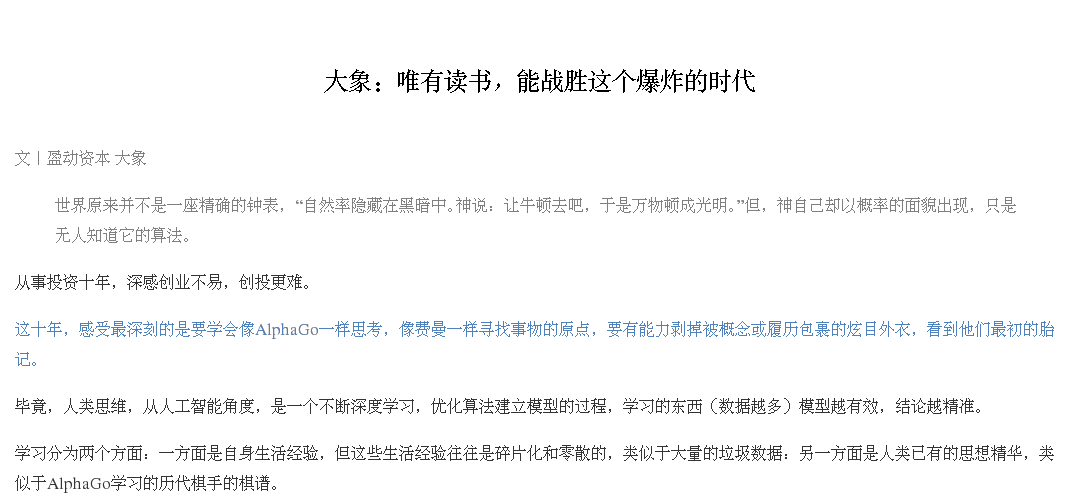 大象：唯有读书，能战胜这个爆炸的时代
文丨盈动资本 大象
世界原来并不是一座精确的钟表，“自然率隐藏在黑暗中。神说：让牛顿去吧，于是万物顿成光明。”但，神自己却以概率的面貌出现，只是
无人知道它的算法。
从事投资十年，深感创业不易，创投更难。
这十年，感受最深刻的是要学会像AlphaGo一样思考，像费曼一样寻找事物的原点，要有能力剥掉被概念或履历包裹的炫目外衣，看到他们最初的胎
记。
毕竟，人类思维，从人工智能角度，是一个不断深度学习，优化算法建立模型的过程，学习的东西（数据越多）模型越有效，结论越精准。
学习分为两个方面：一方面是自身生活经验，但这些生活经验往往是碎片化和零散的，类似于大量的垃圾数据：另一方面是人类已有的思想精华，类
似于AlphaGo学习的历代棋手的棋谱。